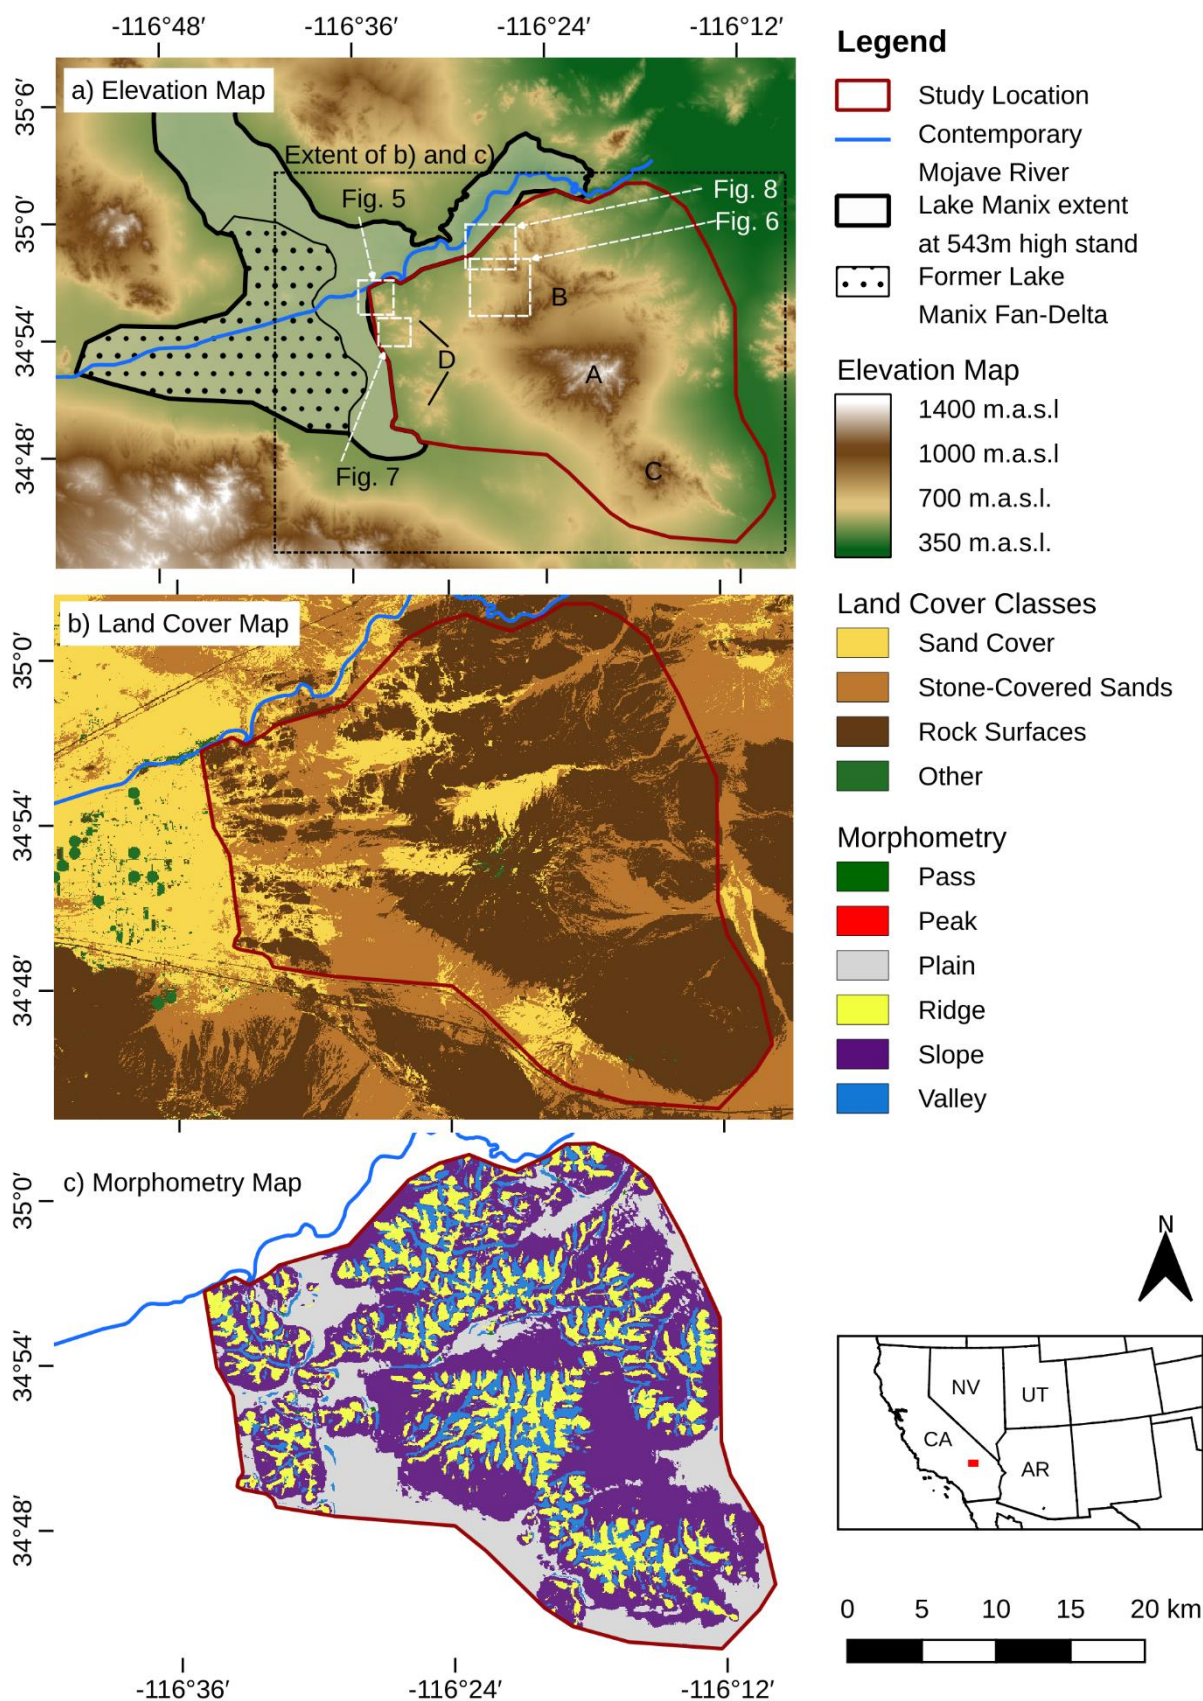 -116°48′ -116°36′ -116°24′ -116°12′
Legend
a) Elevation Map
35°6′
35°0′
34°54′
34°48′
Extent of b) and c)
Fig. 5
Fig. 8
Fig. 6
B
A
D
C
Fig. 7
Study Location
Contemporary
Mojave River
Lake Manix extent
at 543m high stand
Former Lake
Manix Fan-Delta
Elevation Map
1400 m.a.s.l
1000 m.a.s.l
700 m.a.s.l.
350 m.a.s.l.
b) Land Cover Map
35°0′
34°54′
34°48′
Land Cover Classes
Sand Cover
Stone-Covered Sands
Rock Surfaces
Other
Morphometry
Pass
Peak
Plain
Ridge
Slope
Valley
c) Morphometry Map
35°0′
34°54′
34°48′
-116°36′ -116°24′ -116°12′
N
NV
UT
CA
AR
0 5 10 15 20 km